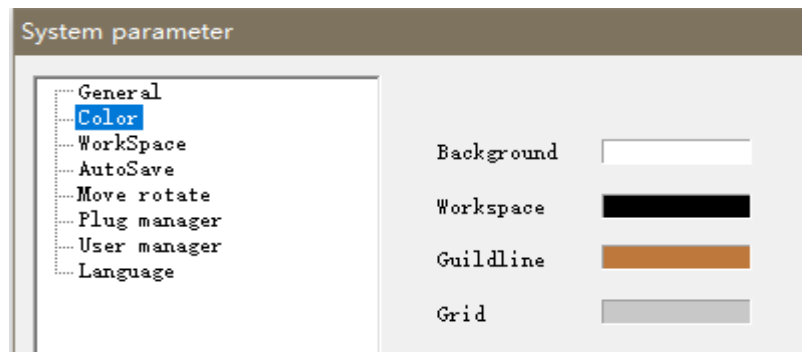 System parameter
General
Color
WorkSpace
AutoSave
Move rotate
Plug manager
User manager
Language
Background
Workspace
Guildline
Grid